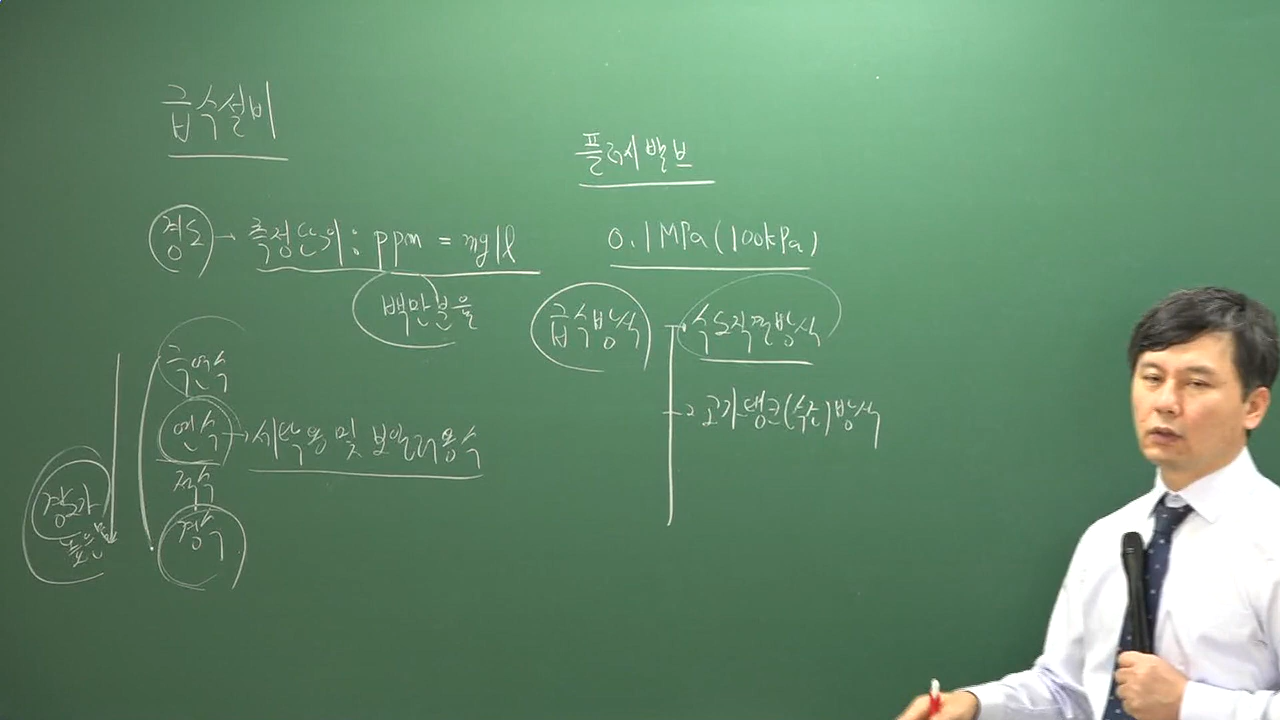 급수설비
경도 → 측정단위 : ppm = mg/l
백만분율
극연수
연수 → 세탁용 및 보일러용수
적수
경수
경도가
높은
플러시밸브
0.1MPa(100kPa)
급수방식
수도직결방식
고가탱크(수조)방식